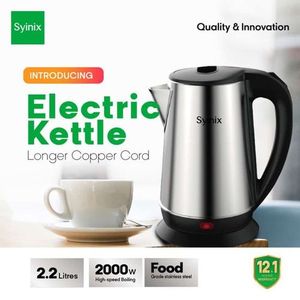 Syinix
Quality & Innovation
INTRODUCING
Electric
Kettle
Longer Copper Cord
Syinix
2.2 Litres
2000w
High-speed Boiling
Food
Grade stainless steel
12.1